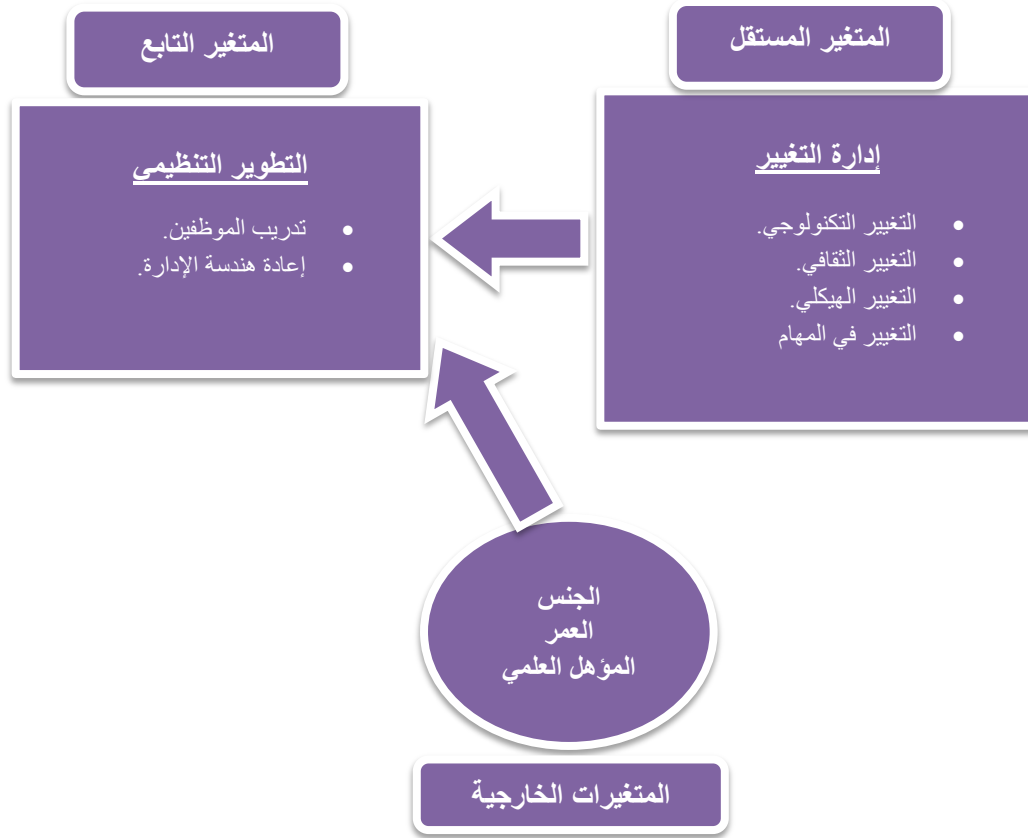 المتغير المستقل
إدارة التغيير
• التغيير التكنولوجي.
• التغيير الثقافي.
• التغيير الهيكلي.
• التغيير في المهام
المتغير التابع
التطوير التنظيمي
• تدريب الموظفين.
• إعادة هندسة الإدارة.
الجنس
العمر
المؤهل العلمي
المتغيرات الخارجية